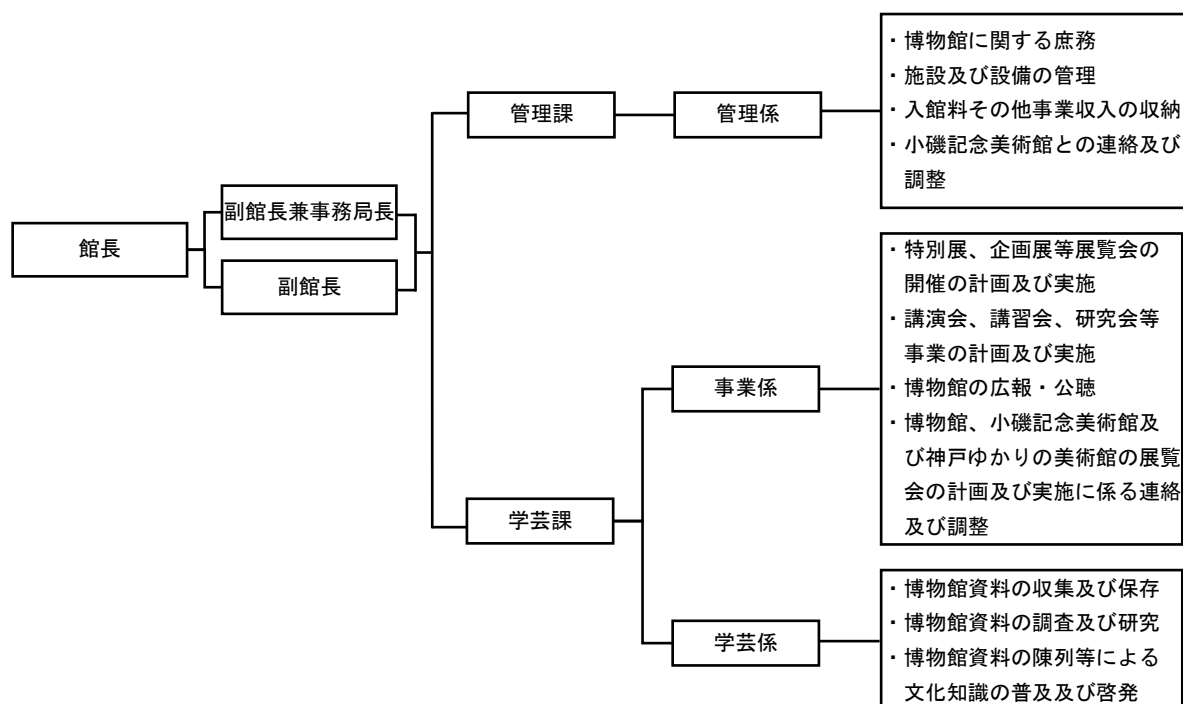 館長
副館長兼事務局長
副館長
管理課
管理係
・博物館に関する庶務
・施設及び設備の管理
・入館料その他事業収入の収納
・小磯記念美術館との連絡及び
調整
学芸課
事業係
・特別展、企画展等展覧会の
開催の計画及び実施
・講演会、講習会、研究会等
事業の計画及び実施
・博物館の広報・公聴
・博物館、小磯記念美術館及
び神戸ゆかりの美術館の展覧
会の計画及び実施に係る連絡
及び調整
学芸係
・博物館資料の収集及び保存
・博物館資料の調査及び研究
・博物館資料の陳列等による
文化知識の普及及び啓発